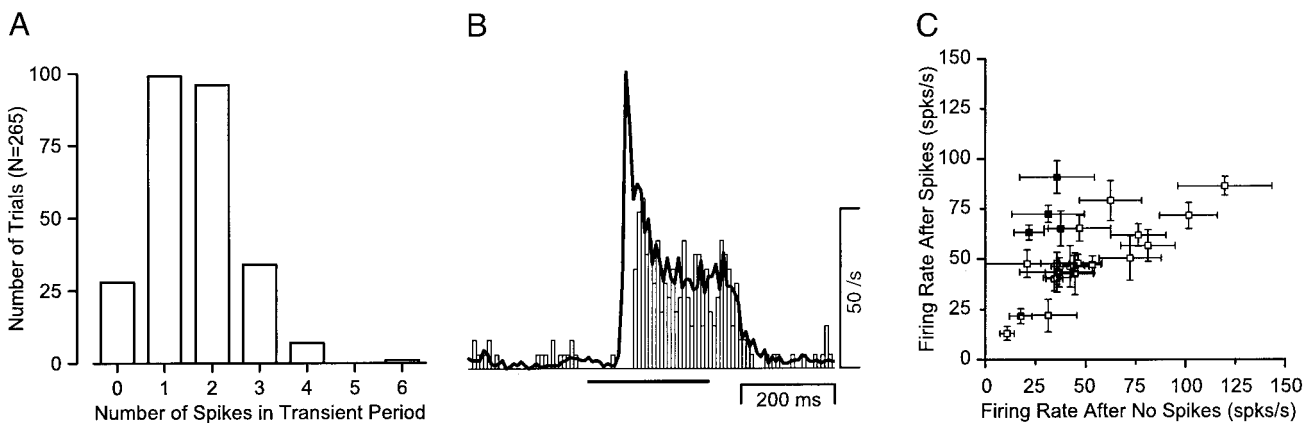 A
Number of Trials (N=265)
100
75
50
25
0
0 1 2 3 4 5 6
Number of Spikes in Transient Period
B
50 /s
200 ms
C
Firing Rate After Spikes (spks/s)
150
100
75
50
25
0
0 25 50 75 100 125 150
Firing Rate After No Spikes (spks/s)